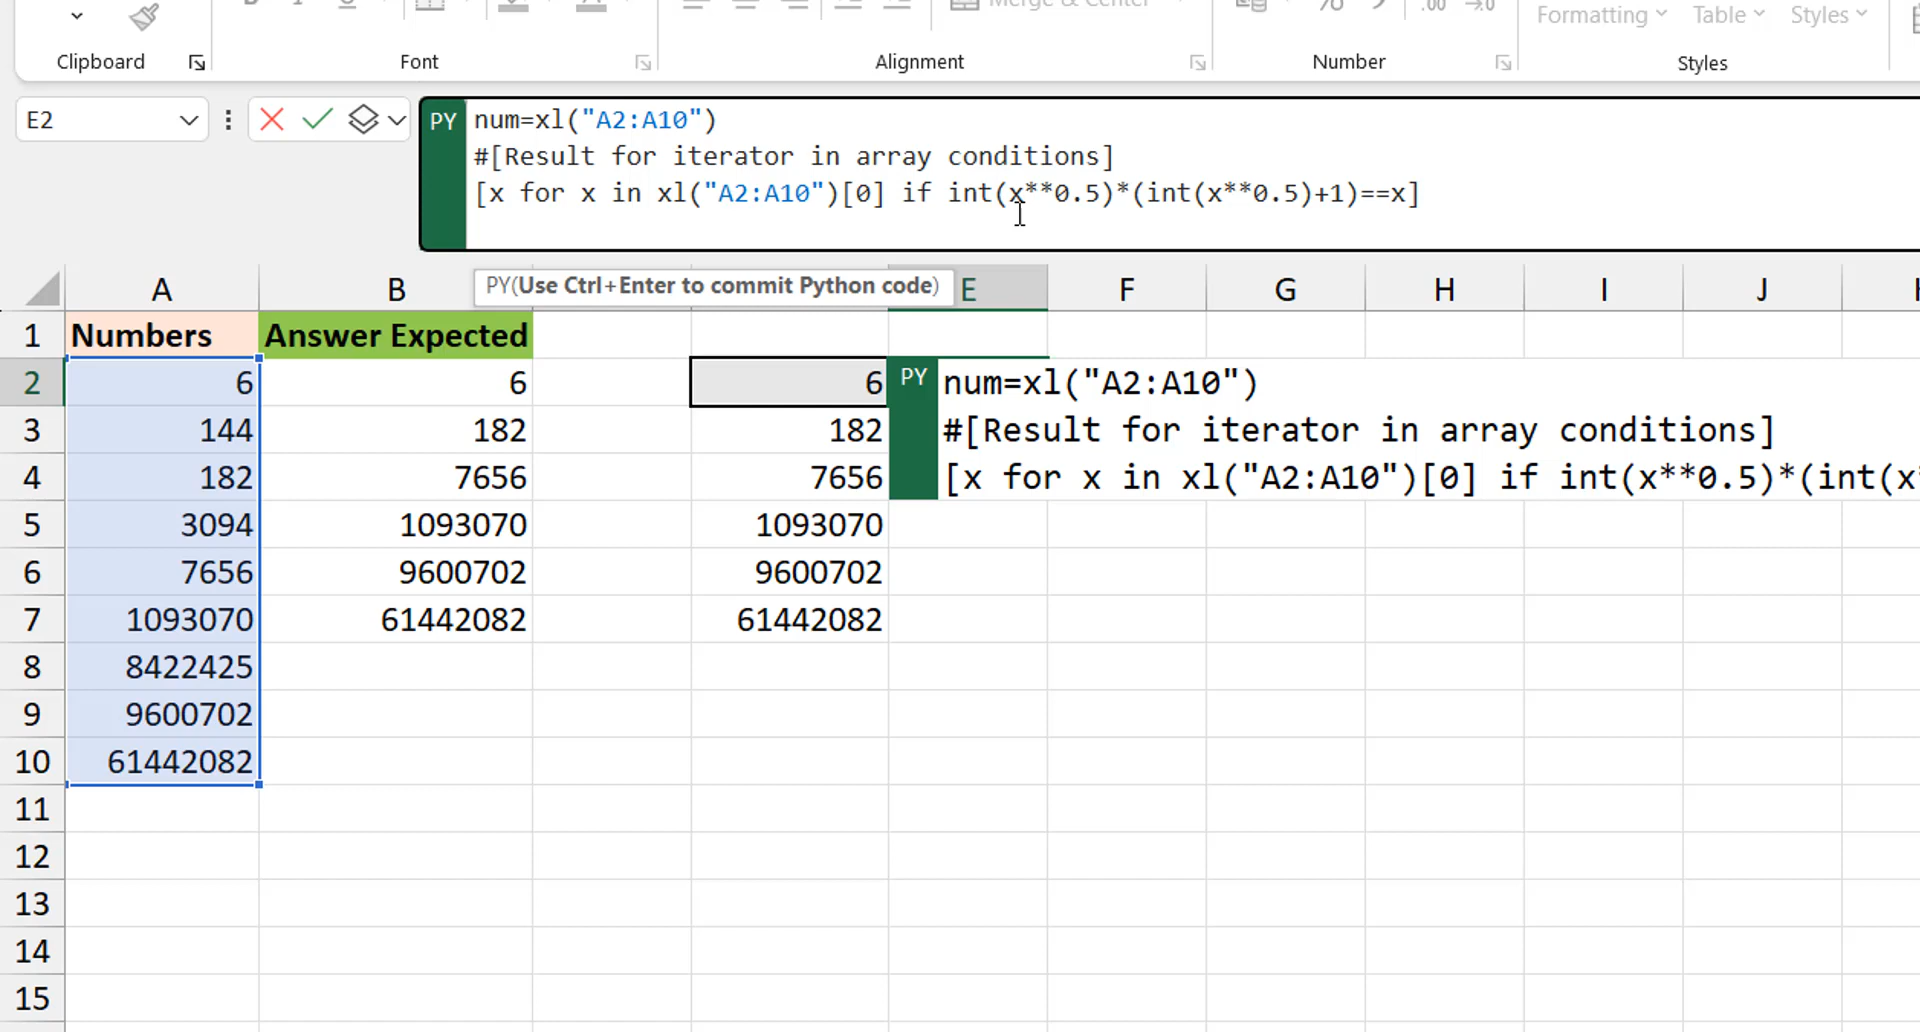 Merge & Center
.00
Formatting
Table
Styles
Clipboard
Font
Alignment
Number
Styles
E2
PY
num=xl("A2:A10")
#[Result for iterator in array conditions]
[x for x in xl("A2:A10")[0] if int(x**0.5)*(int(x**0.5)+1)==x]
PY(Use Ctrl+Enter to commit Python code)
A B E F G H I J
1 Numbers Answer Expected
2 6 6 6 PY num=xl("A2:A10")
3 144 182 182 #[Result for iterator in array conditions]
4 182 7656 7656 [x for x in xl("A2:A10")[0] if int(x**0.5)*(int(x
5 3094 1093070 1093070
6 7656 9600702 9600702
7 1093070 61442082 61442082
8 8422425
9 9600702
10 61442082
11
12
13
14
15